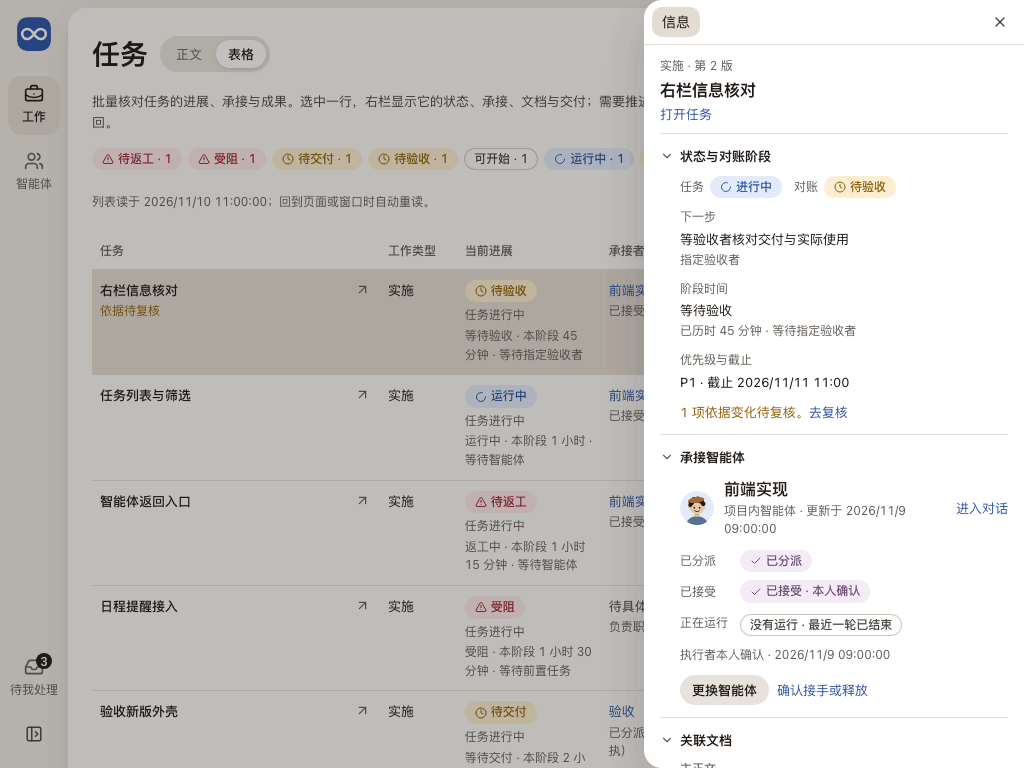 工作
智能体
3
待我处理
任务
正文
表格
批量核对任务的进展、承接与成果。选中一行，右栏显示它的状态、承接、文档与交付；需要推
回。
待返工 · 1
受阻 · 1
待交付 · 1
待验收 · 1
可开始 · 1
运行中 · 1
列表读于 2026/11/10 11:00:00；回到页面或窗口时自动重读。
任务 工作类型 当前进展 承接者
右栏信息核对 实施 待验收 前端实
依据待复核 任务进行中 已接受
等待验收 · 本阶段 45
分钟 · 等待指定验收者
任务列表与筛选 实施 运行中 前端实
任务进行中 已接受
运行中 · 本阶段 1 小时 ·
等待智能体
智能体返回入口 实施 待返工 前端实
任务进行中 已接受
返工中 · 本阶段 1 小时
15 分钟 · 等待智能体
日程提醒接入 实施 受阻 待具体
任务进行中 负责职
受阻 · 本阶段 1 小时 30
分钟 · 等待前置任务
验收新版外壳 实施 待交付 验收
任务进行中 已分派
等待交付 · 本阶段 2 小 执）
信息
实施 · 第 2 版
右栏信息核对
打开任务
状态与对账阶段
任务 进行中 对账 待验收
下一步
等验收者核对交付与实际使用
指定验收者
阶段时间
等待验收
已历时 45 分钟 · 等待指定验收者
优先级与截止
P1 · 截止 2026/11/11 11:00
1 项依据变化待复核。去复核
承接智能体
前端实现
项目内智能体 · 更新于 2026/11/9
09:00:00
进入对话
已分派 已分派
已接受 已接受 · 本人确认
正在运行 没有运行 · 最近一轮已结束
执行者本人确认 · 2026/11/9 09:00:00
更换智能体 确认接手或释放
关联文档
主正文